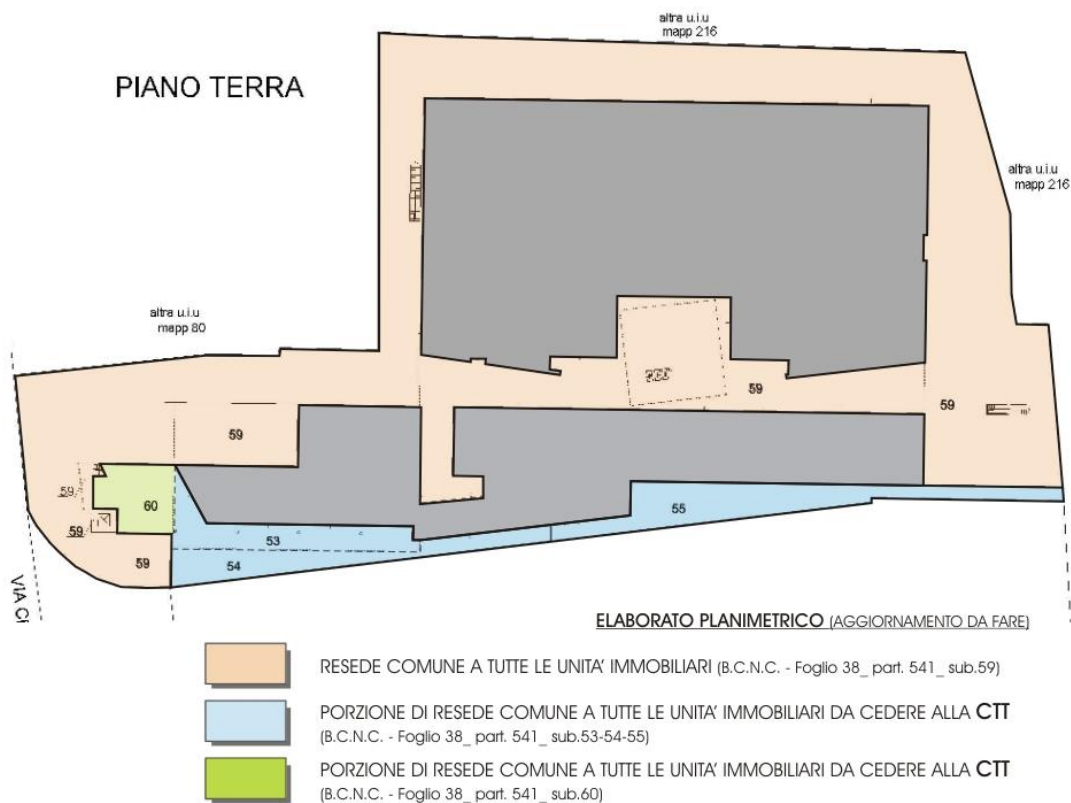 altra u.i.u
mapp 216
PIANO TERRA
altra u.i.u
mapp 216
altra u.i.u
mapp 80
59
59
59
59
60
59
59
53
54
55
VIA CI
ELABORATO PLANIMETRICO (AGGIORNAMENTO DA FARE)
RESEDE COMUNE A TUTTE LE UNITA' IMMOBILIARI (B.C.N.C. - Foglio 38_ part. 541_ sub.59)
PORZIONE DI RESEDE COMUNE A TUTTE LE UNITA' IMMOBILIARI DA CEDERE ALLA CTT
(B.C.N.C. - Foglio 38_ part. 541_ sub.53-54-55)
PORZIONE DI RESEDE COMUNE A TUTTE LE UNITA' IMMOBILIARI DA CEDERE ALLA CTT
(B.C.N.C. - Foglio 38_ part. 541_ sub.60)